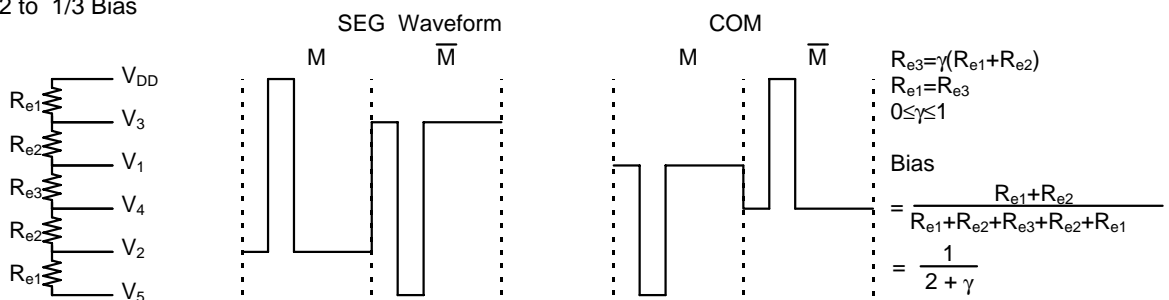 2 to 1/3 Bias
SEG Waveform
M
M̅
COM
M
M̅
VDD
V3
V1
V4
V2
V5
Re1
Re2
Re3
Re2
Re1
Re3=γ(Re1+Re2)
Re1=Re3
0≤γ≤1
Bias
= Re1+Re2
Re1+Re2+Re3+Re2+Re1
= 1
2 + γ